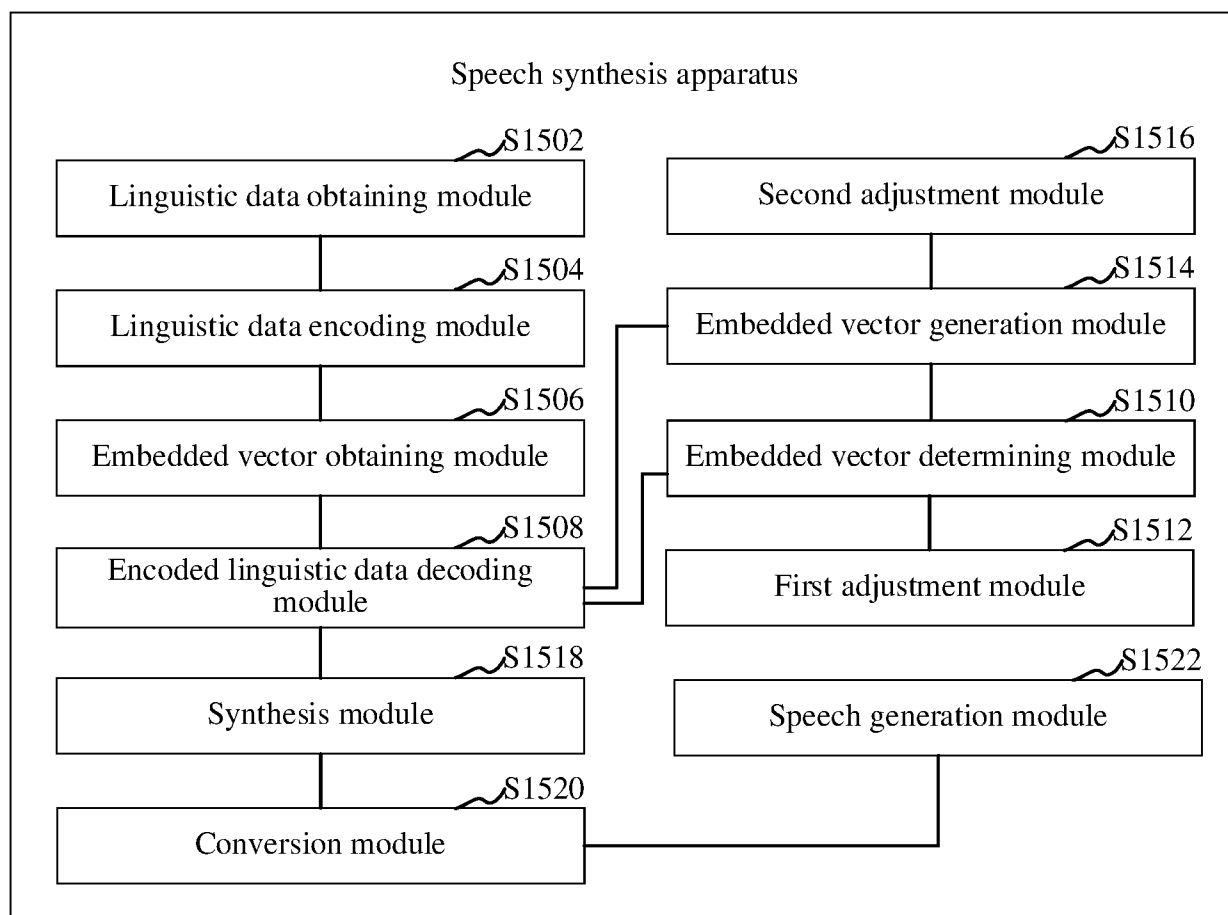 Speech synthesis apparatus
S1502
Linguistic data obtaining module
S1504
Linguistic data encoding module
S1506
Embedded vector obtaining module
S1508
Encoded linguistic data decoding
module
S1518
Synthesis module
S1520
Conversion module
S1516
Second adjustment module
S1514
Embedded vector generation module
S1510
Embedded vector determining module
S1512
First adjustment module
S1522
Speech generation module